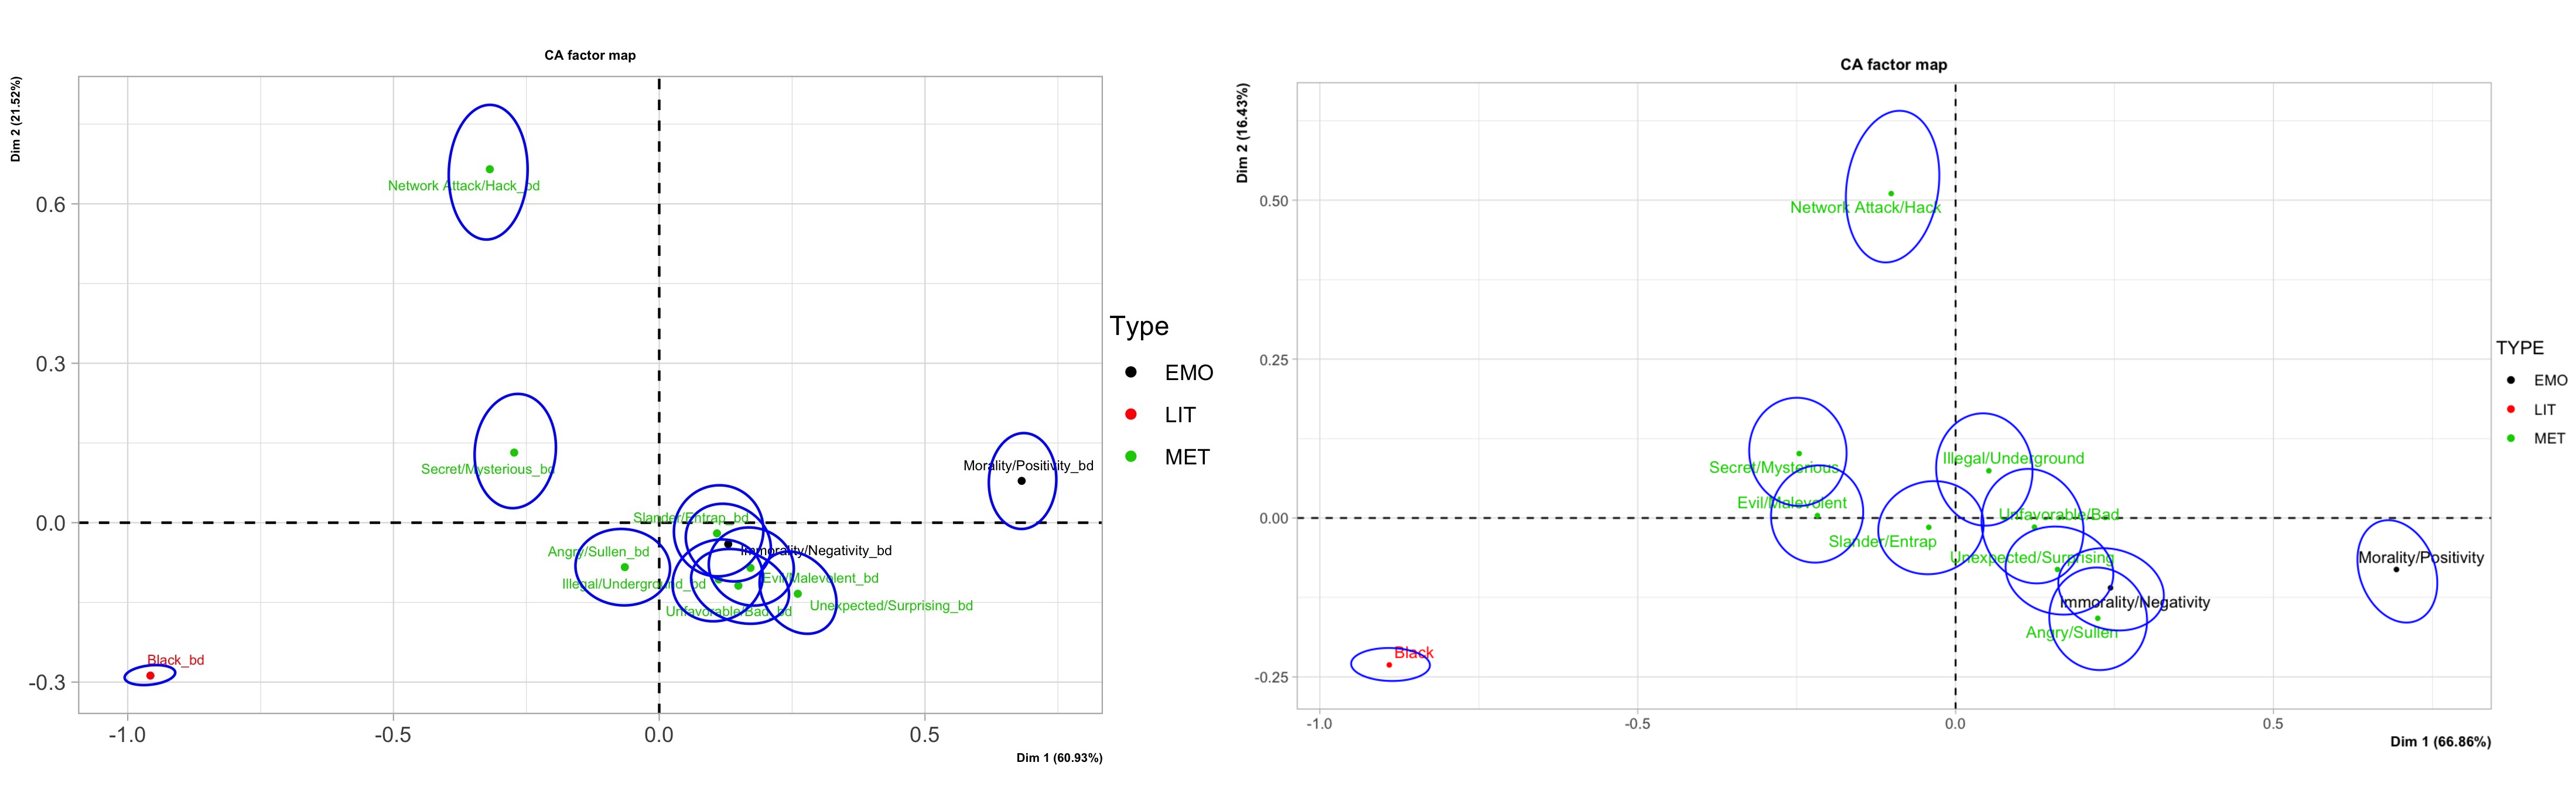 CA factor map
Dim 2 (21.52%)
0.6
0.3
0.0
-0.3
Network Attack/Hack_bd
Secret/Mysterious_bd
Morality/Positivity_bd
Slander/Entrap_bd
Immorality/Negativity_bd
Angry/Sullen_bd
Evil/Malevolent_bd
Illegal/Underground_bd
Unexpected/Surprising_bd
Unfavorable/Bad_bd
Black_bd
-1.0
-0.5
0.0
0.5
Dim 1 (60.93%)
Type
EMO
LIT
MET
CA factor map
Dim 2 (16.43%)
0.50
0.25
0.00
-0.25
Network Attack/Hack
Illegal/Underground
Secret/Mysterious
Evil/Malevolent
Unfavorable/Bad
Slander/Entrap
Unexpected/Surprising
Morality/Positivity
Immorality/Negativity
Angry/Sullen
Black
-1.0
-0.5
0.0
0.5
Dim 1 (66.86%)
TYPE
EMO
LIT
MET